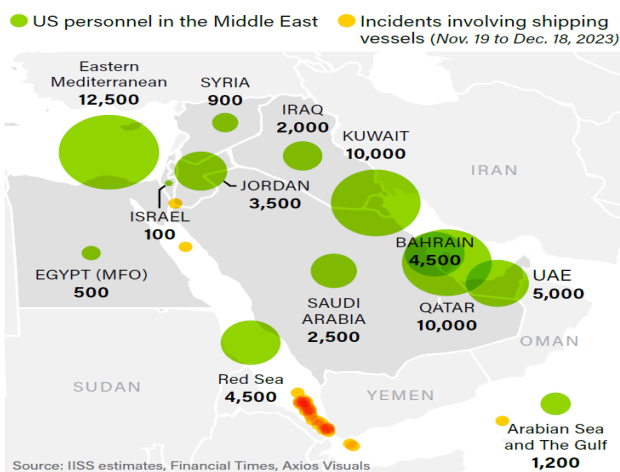 US personnel in the Middle East
Incidents involving shipping
vessels (Nov. 19 to Dec. 18, 2023)
Eastern
Mediterranean
12,500
SYRIA
900
IRAQ
2,000
KUWAIT
10,000
IRAN
JORDAN
3,500
ISRAEL
100
EGYPT (MFO)
500
BAHRAIN
4,500
UAE
5,000
SAUDI
ARABIA
2,500
QATAR
10,000
OMAN
Red Sea
4,500
SUDAN
YEMEN
Arabian Sea
and The Gulf
1,200
Source: IISS estimates, Financial Times, Axios Visuals